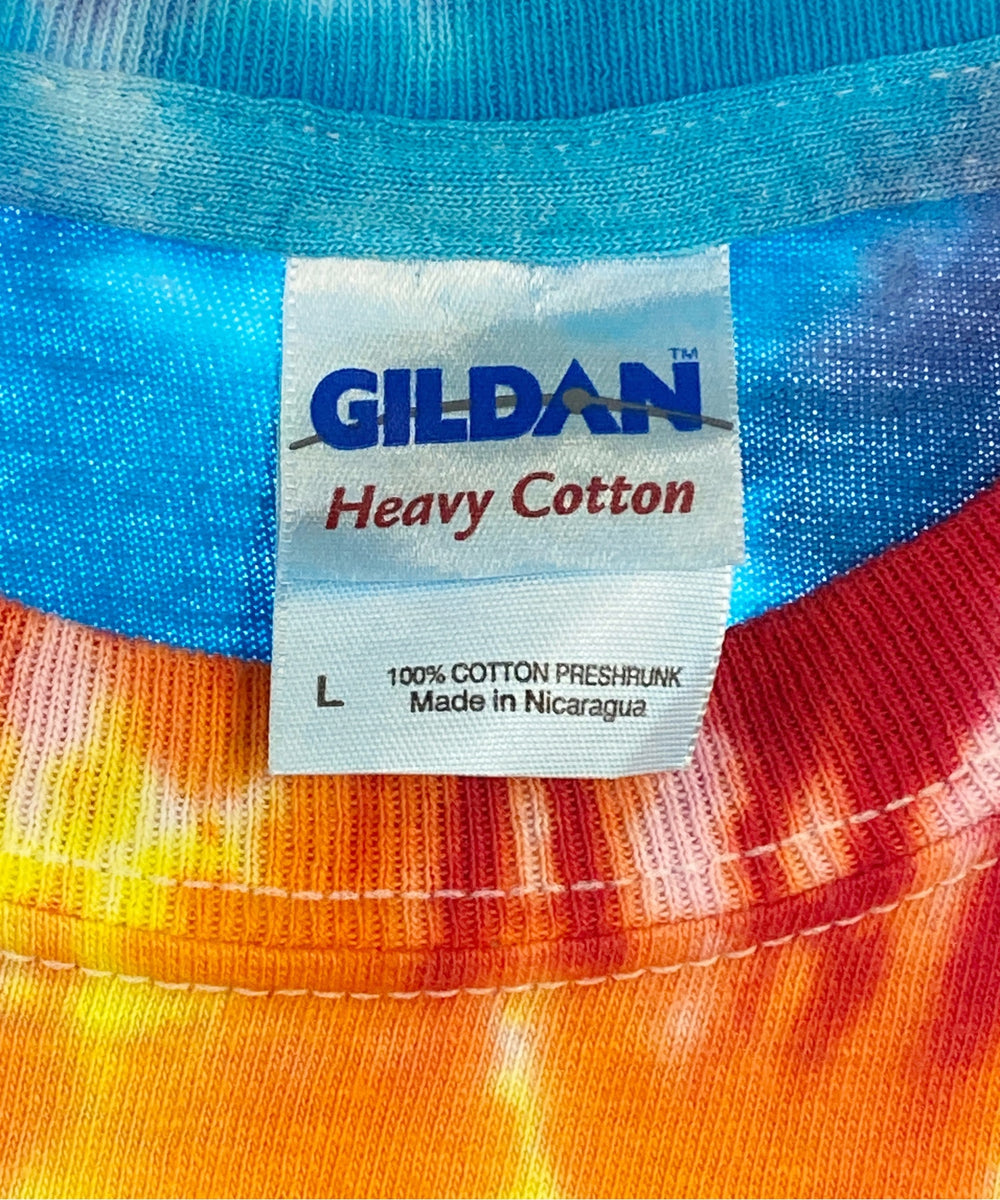 GILDAN™
Heavy Cotton
L 100% COTTON PRESHRUNK
Made in Nicaragua